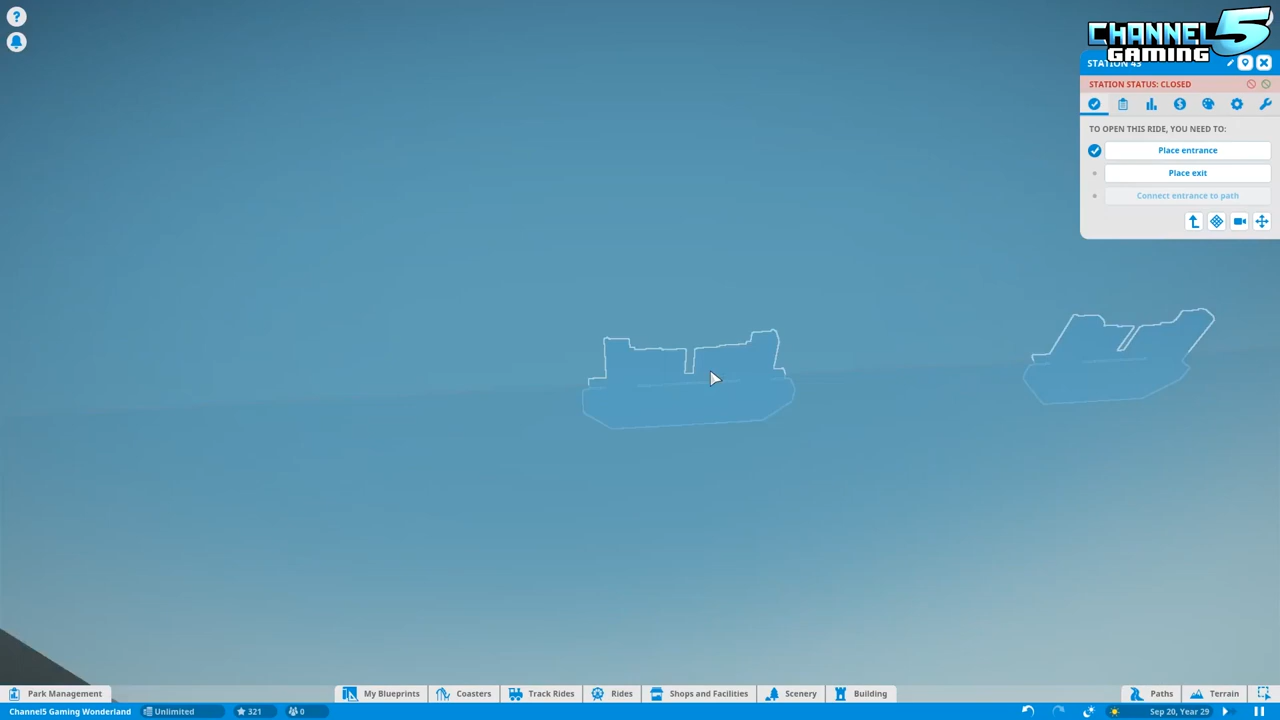 ?
CHANNEL 5
GAMING
STATION 43
STATION STATUS: CLOSED
TO OPEN THIS RIDE, YOU NEED TO:
Place entrance
Place exit
Connect entrance to path
Park Management
My Blueprints
Coasters
Track Rides
Rides
Shops and Facilities
Scenery
Building
Paths
Terrain
Channel5 Gaming Wonderland
Unlimited
321
0
Sep 20, Year 29